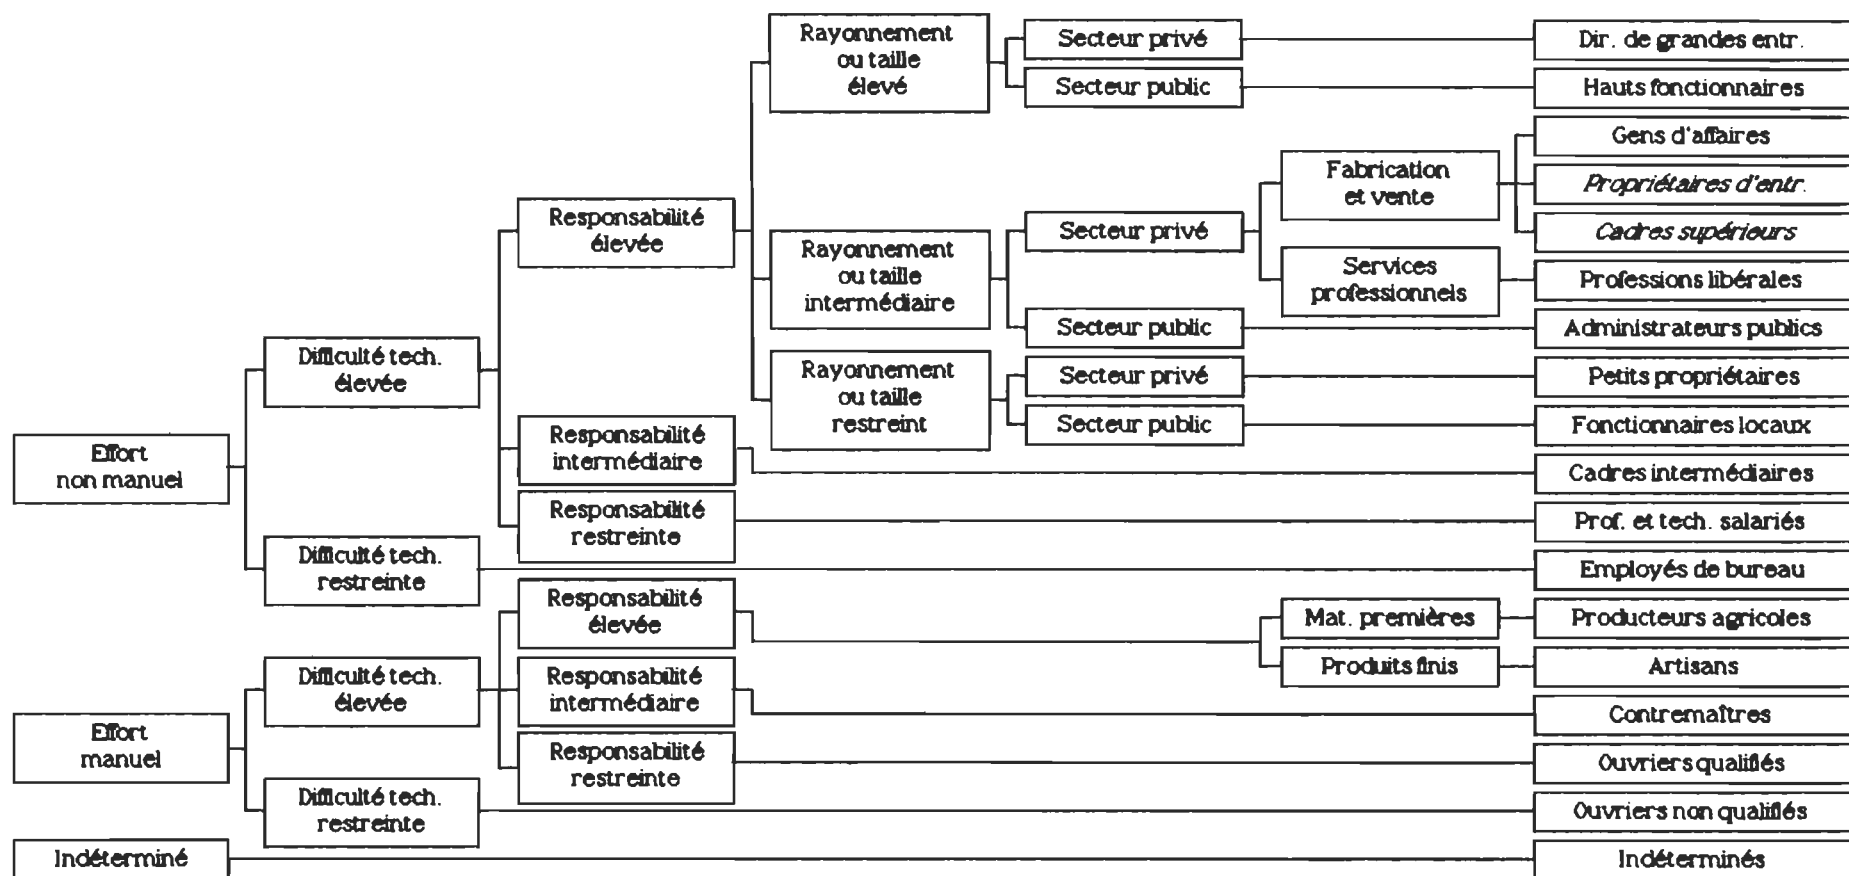 Effort
non manuel
Effort
manuel
Indéterminé
Difficulté tech.
élevée
Difficulté tech.
restreinte
Difficulté tech.
élevée
Difficulté tech.
restreinte
Responsabilité
élevée
Responsabilité
intermédiaire
Responsabilité
restreinte
Responsabilité
élevée
Responsabilité
intermédiaire
Responsabilité
restreinte
Rayonnement
ou taille
élevé
Rayonnement
ou taille
intermédiaire
Rayonnement
ou taille
restreint
Secteur privé
Secteur public
Secteur privé
Secteur public
Secteur privé
Secteur public
Fabrication
et vente
Services
professionnels
Mat. premières
Produits finis
Dir. de grandes entr.
Hauts fonctionnaires
Gens d'affaires
Propriétaires d'entr.
Cadres supérieurs
Professions libérales
Administrateurs publics
Petits propriétaires
Fonctionnaires locaux
Cadres intermédiaires
Prof. et tech. salariés
Employés de bureau
Producteurs agricoles
Artisans
Contremaîtres
Ouvriers qualifiés
Ouvriers non qualifiés
Indéterminés